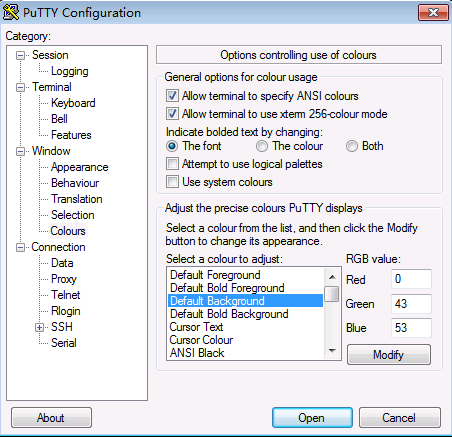 PuTTY Configuration
Category:
Session
Logging
Terminal
Keyboard
Bell
Features
Window
Appearance
Behaviour
Translation
Selection
Colours
Connection
Data
Proxy
Telnet
Rlogin
SSH
Serial
Options controlling use of colours
General options for colour usage
Allow terminal to specify ANSI colours
Allow terminal to use xterm 256-colour mode
Indicate bolded text by changing:
The font The colour Both
Attempt to use logical palettes
Use system colours
Adjust the precise colours PuTTY displays
Select a colour from the list, and then click the Modify
button to change its appearance.
Select a colour to adjust:
Default Foreground
Default Bold Foreground
Default Background
Default Bold Background
Cursor Text
Cursor Colour
ANSI Black
RGB value:
Red 0
Green 43
Blue 53
Modify
About Open Cancel